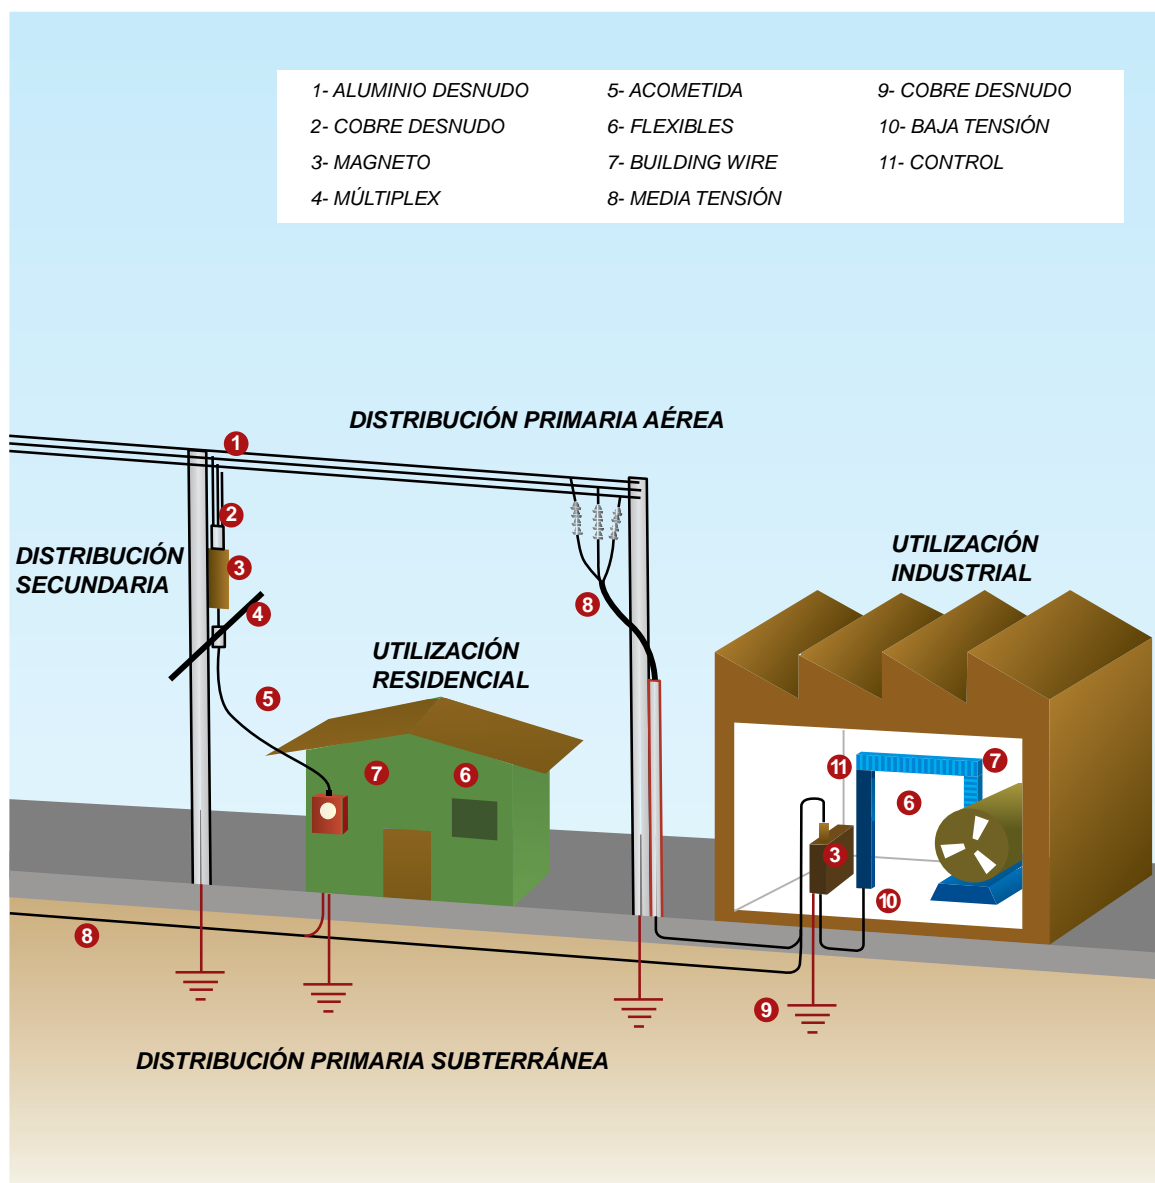 1- ALUMINIO DESNUDO
2- COBRE DESNUDO
3- MAGNETO
4- MÚLTIPLEX
5- ACOMETIDA
6- FLEXIBLES
7- BUILDING WIRE
8- MEDIA TENSIÓN
9- COBRE DESNUDO
10- BAJA TENSIÓN
11- CONTROL
DISTRIBUCIÓN PRIMARIA AÉREA
1
2
DISTRIBUCIÓN
SECUNDARIA
3
4
5
UTILIZACIÓN
RESIDENCIAL
7
6
8
UTILIZACIÓN
INDUSTRIAL
11
7
6
3
10
8
9
DISTRIBUCIÓN PRIMARIA SUBTERRÁNEA